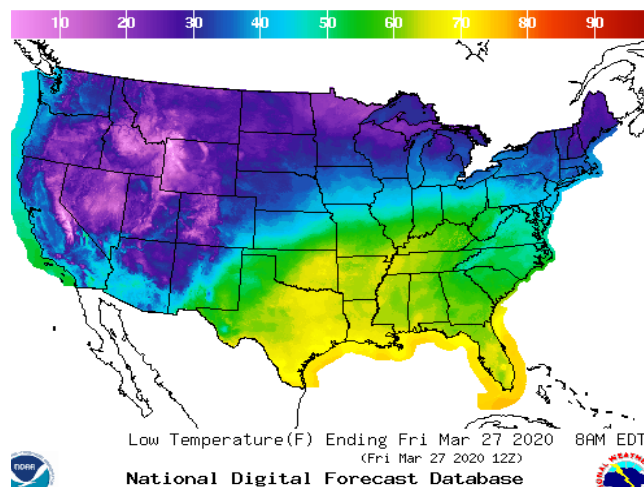 10 20 30 40 50 60 70 80 90
Low Temperature(F) Ending Fri Mar 27 2020 8AM EDT
(Fri Mar 27 2020 12Z)
National Digital Forecast Database
NOAA